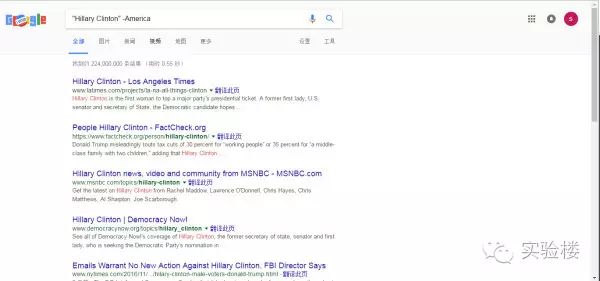 Google
"Hillary Clinton" -America
S
全部 图片 新闻 视频 地图 更多 设置 工具
找到约 224,000,000 条结果 (用时 0.55 秒)
Hillary Clinton - Los Angeles Times
www.latimes.com/projects/la-na-all-things-clinton ▼ 翻译此页
Hillary Clinton is the first woman to top a major party's presidential ticket. A former first lady, U.S.
senator and secretary of State, the Democratic candidate hopes ...
People Hillary Clinton - FactCheck.org
https://www.factcheck.org/person/hillary-clinton/ ▼ 翻译此页
Donald Trump misleadingly touts tax cuts of 30 percent for "working people" or 35 percent for "a middle-
class family with two children," adding that Hillary Clinton ...
Hillary Clinton news, video and community from MSNBC - MSNBC.com
www.msnbc.com/topics/hillary-clinton ▼ 翻译此页
Get the latest on Hillary Clinton from Rachel Maddow, Lawrence O'Donnell, Chris Hayes, Chris
Matthews, Al Sharpton. Joe Scarborough.
Hillary Clinton | Democracy Now!
www.democracynow.org/topics/hillary_clinton ▼ 翻译此页
See all of Democracy Now!'s coverage of Hillary Clinton, the former secretary of state, senator and first
lady, who is seeking the Democratic Party's nomination in ...
Emails Warrant No New Action Against Hillary Clinton, FBI Director Says
www.nytimes.com/2016/11/.../hillary-clinton-male-voters-donald-trump.html ▼ 翻译此页
实验楼